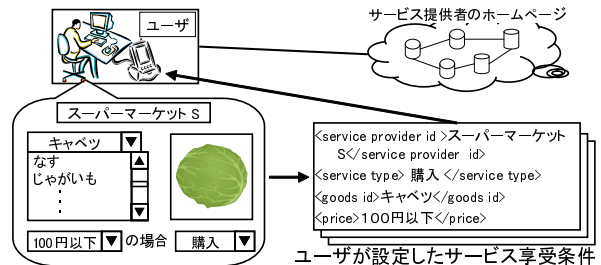 サービス提供者のホームページ
ユーザ
スーパーマーケット S
キャベツ ▼
なす
じゃがいも
:
:
100円以下 ▼ の場合 購入 ▼
<service provider id >スーパーマーケット
S</service provider  id>
<service type> 購入 </service type>
<goods id>キャベツ</goods id>
<price>100円以下</price>
ユーザが設定したサービス享受条件